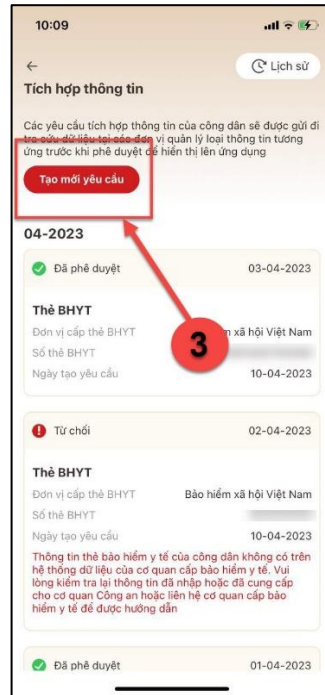 10:09
Lịch sử
Tích hợp thông tin
Các yêu cầu tích hợp thông tin của công dân sẽ được gửi đi
tra cứu dữ liệu tại các đơn vị quản lý loại thông tin tương
ứng trước khi phê duyệt để hiển thị lên ứng dụng
Tạo mới yêu cầu
04-2023
Đã phê duyệt 03-04-2023
Thẻ BHYT
Đơn vị cấp thẻ BHYT m xã hội Việt Nam
3
Số thẻ BHYT
Ngày tạo yêu cầu 10-04-2023
Từ chối 02-04-2023
Thẻ BHYT
Đơn vị cấp thẻ BHYT Bảo hiểm xã hội Việt Nam
Số thẻ BHYT
Ngày tạo yêu cầu 10-04-2023
Thông tin thẻ bảo hiểm y tế của công dân không có trên
hệ thống dữ liệu của cơ quan cấp bảo hiểm y tế. Vui
lòng kiểm tra lại thông tin đã nhập hoặc đã cung cấp
cho cơ quan Công an hoặc liên hệ cơ quan cấp bảo
hiểm y tế để được hướng dẫn
Đã phê duyệt 01-04-2023